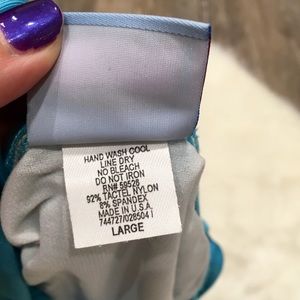 HAND WASH COOL
LINE DRY
NO BLEACH
DO NOT IRON
RN# 59528
92% TACTEL NYLON
8% SPANDEX
MADE IN U.S.A.
744727/028504 |
LARGE